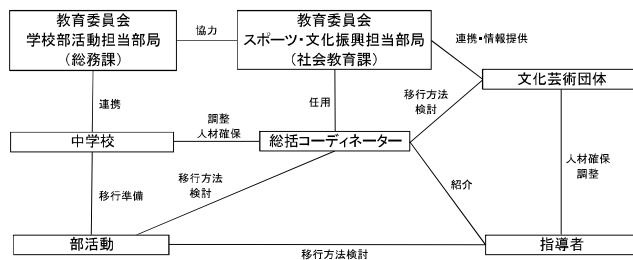 教育委員会
学校部活動担当部局
（総務課）
協力
教育委員会
スポーツ・文化振興担当部局
（社会教育課）
連携・情報提供
文化芸術団体
連携
任用
移行方法
検討
調整
人材確保
中学校
総括コーディネーター
人材確保
調整
移行方法
検討
移行準備
紹介
部活動
移行方法検討
指導者